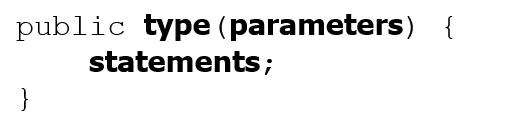 public type(parameters) {
    statements;
}